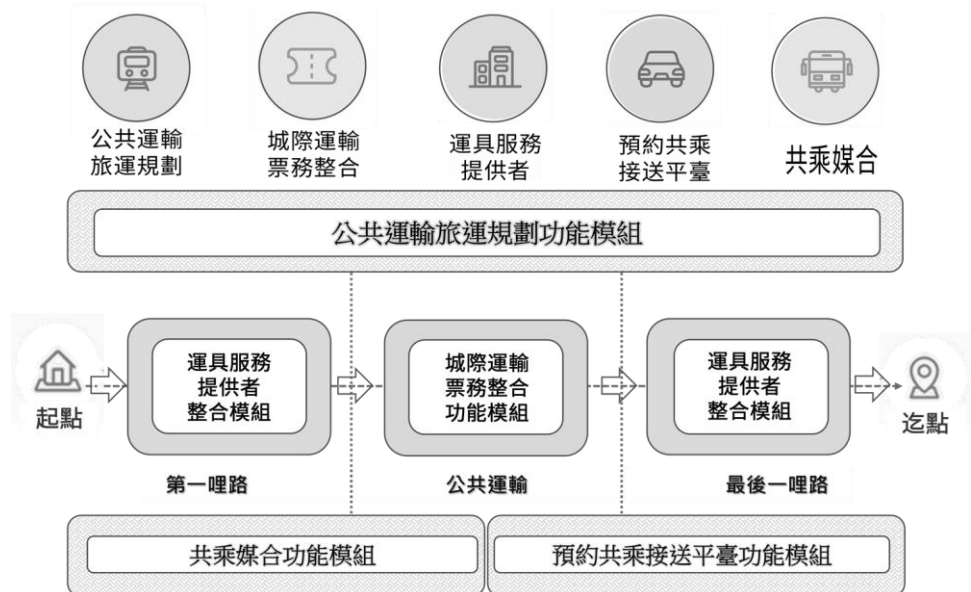 公共運輸
旅運規劃
城際運輸
票務整合
運具服務
提供者
預約共乘
接送平臺
共乘媒合
公共運輸旅運規劃功能模組
起點
運具服務
提供者
整合模組
城際運輸
票務整合
功能模組
運具服務
提供者
整合模組
迄點
第一哩路
公共運輸
最後一哩路
共乘媒合功能模組
預約共乘接送平臺功能模組